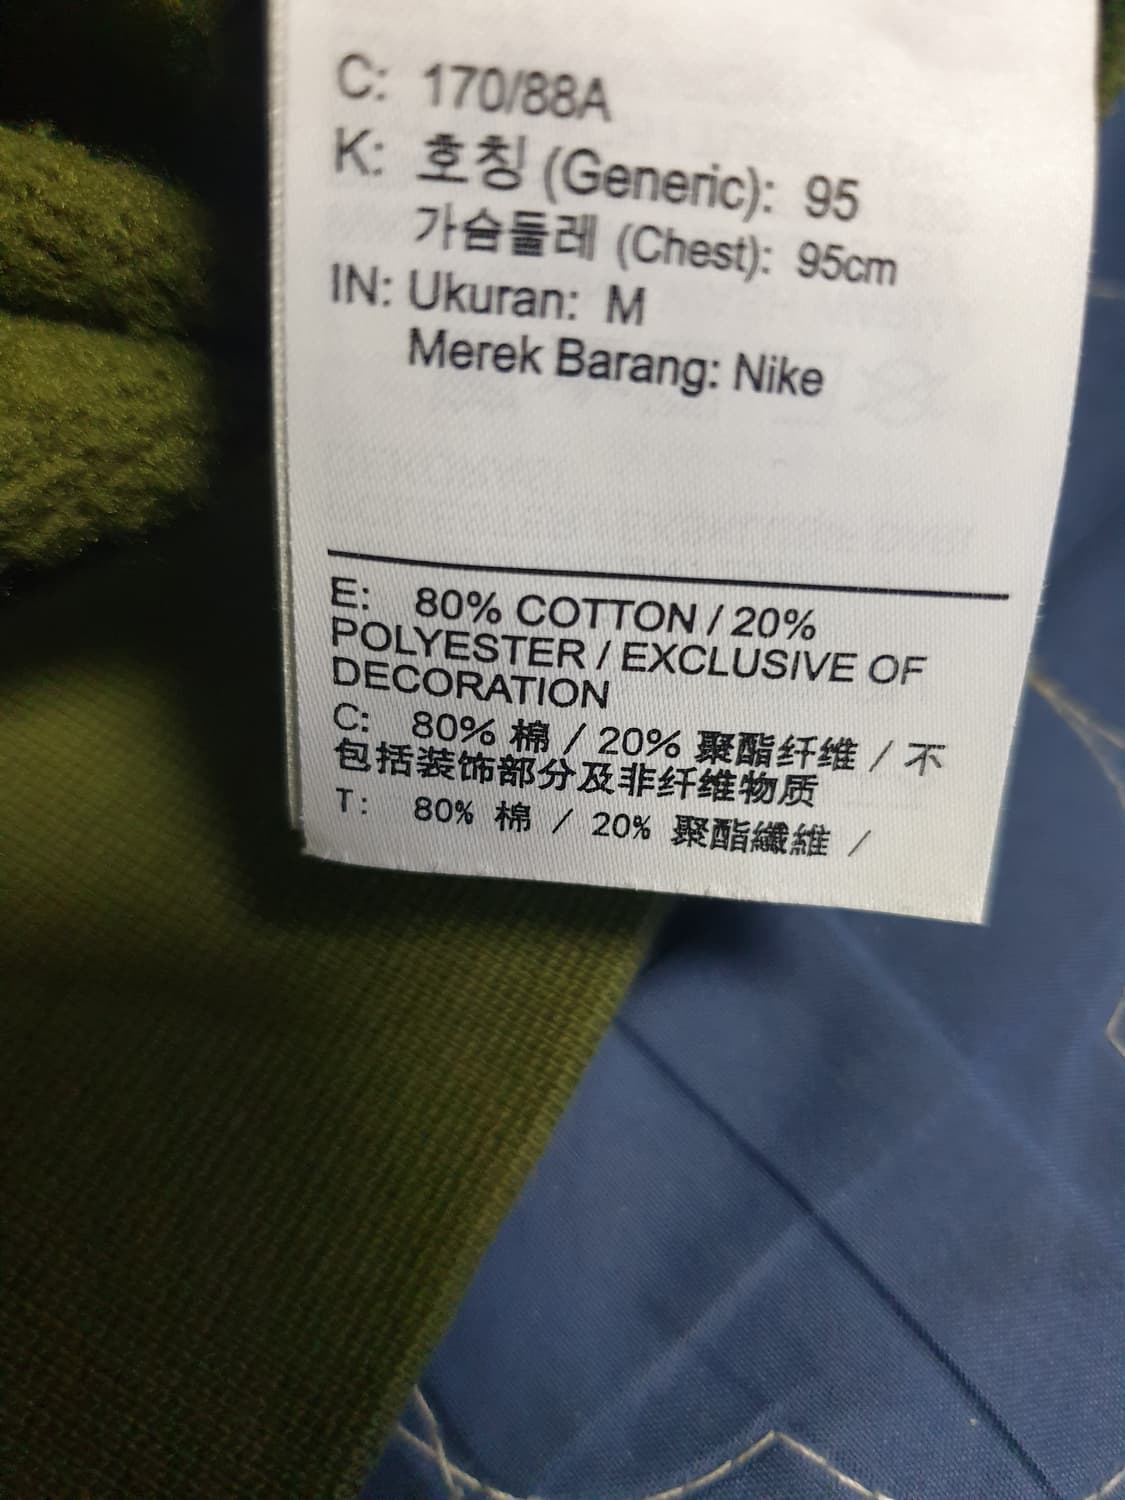 C: 170/88A
K: 호칭 (Generic): 95
가슴둘레 (Chest): 95cm
IN: Ukuran: M
Merek Barang: Nike
E: 80% COTTON / 20%
POLYESTER / EXCLUSIVE OF
DECORATION
C: 80% 棉 / 20% 聚酯纤维 / 不
包括装饰部分及非纤维物质
T: 80% 棉 / 20% 聚酯纖維 /